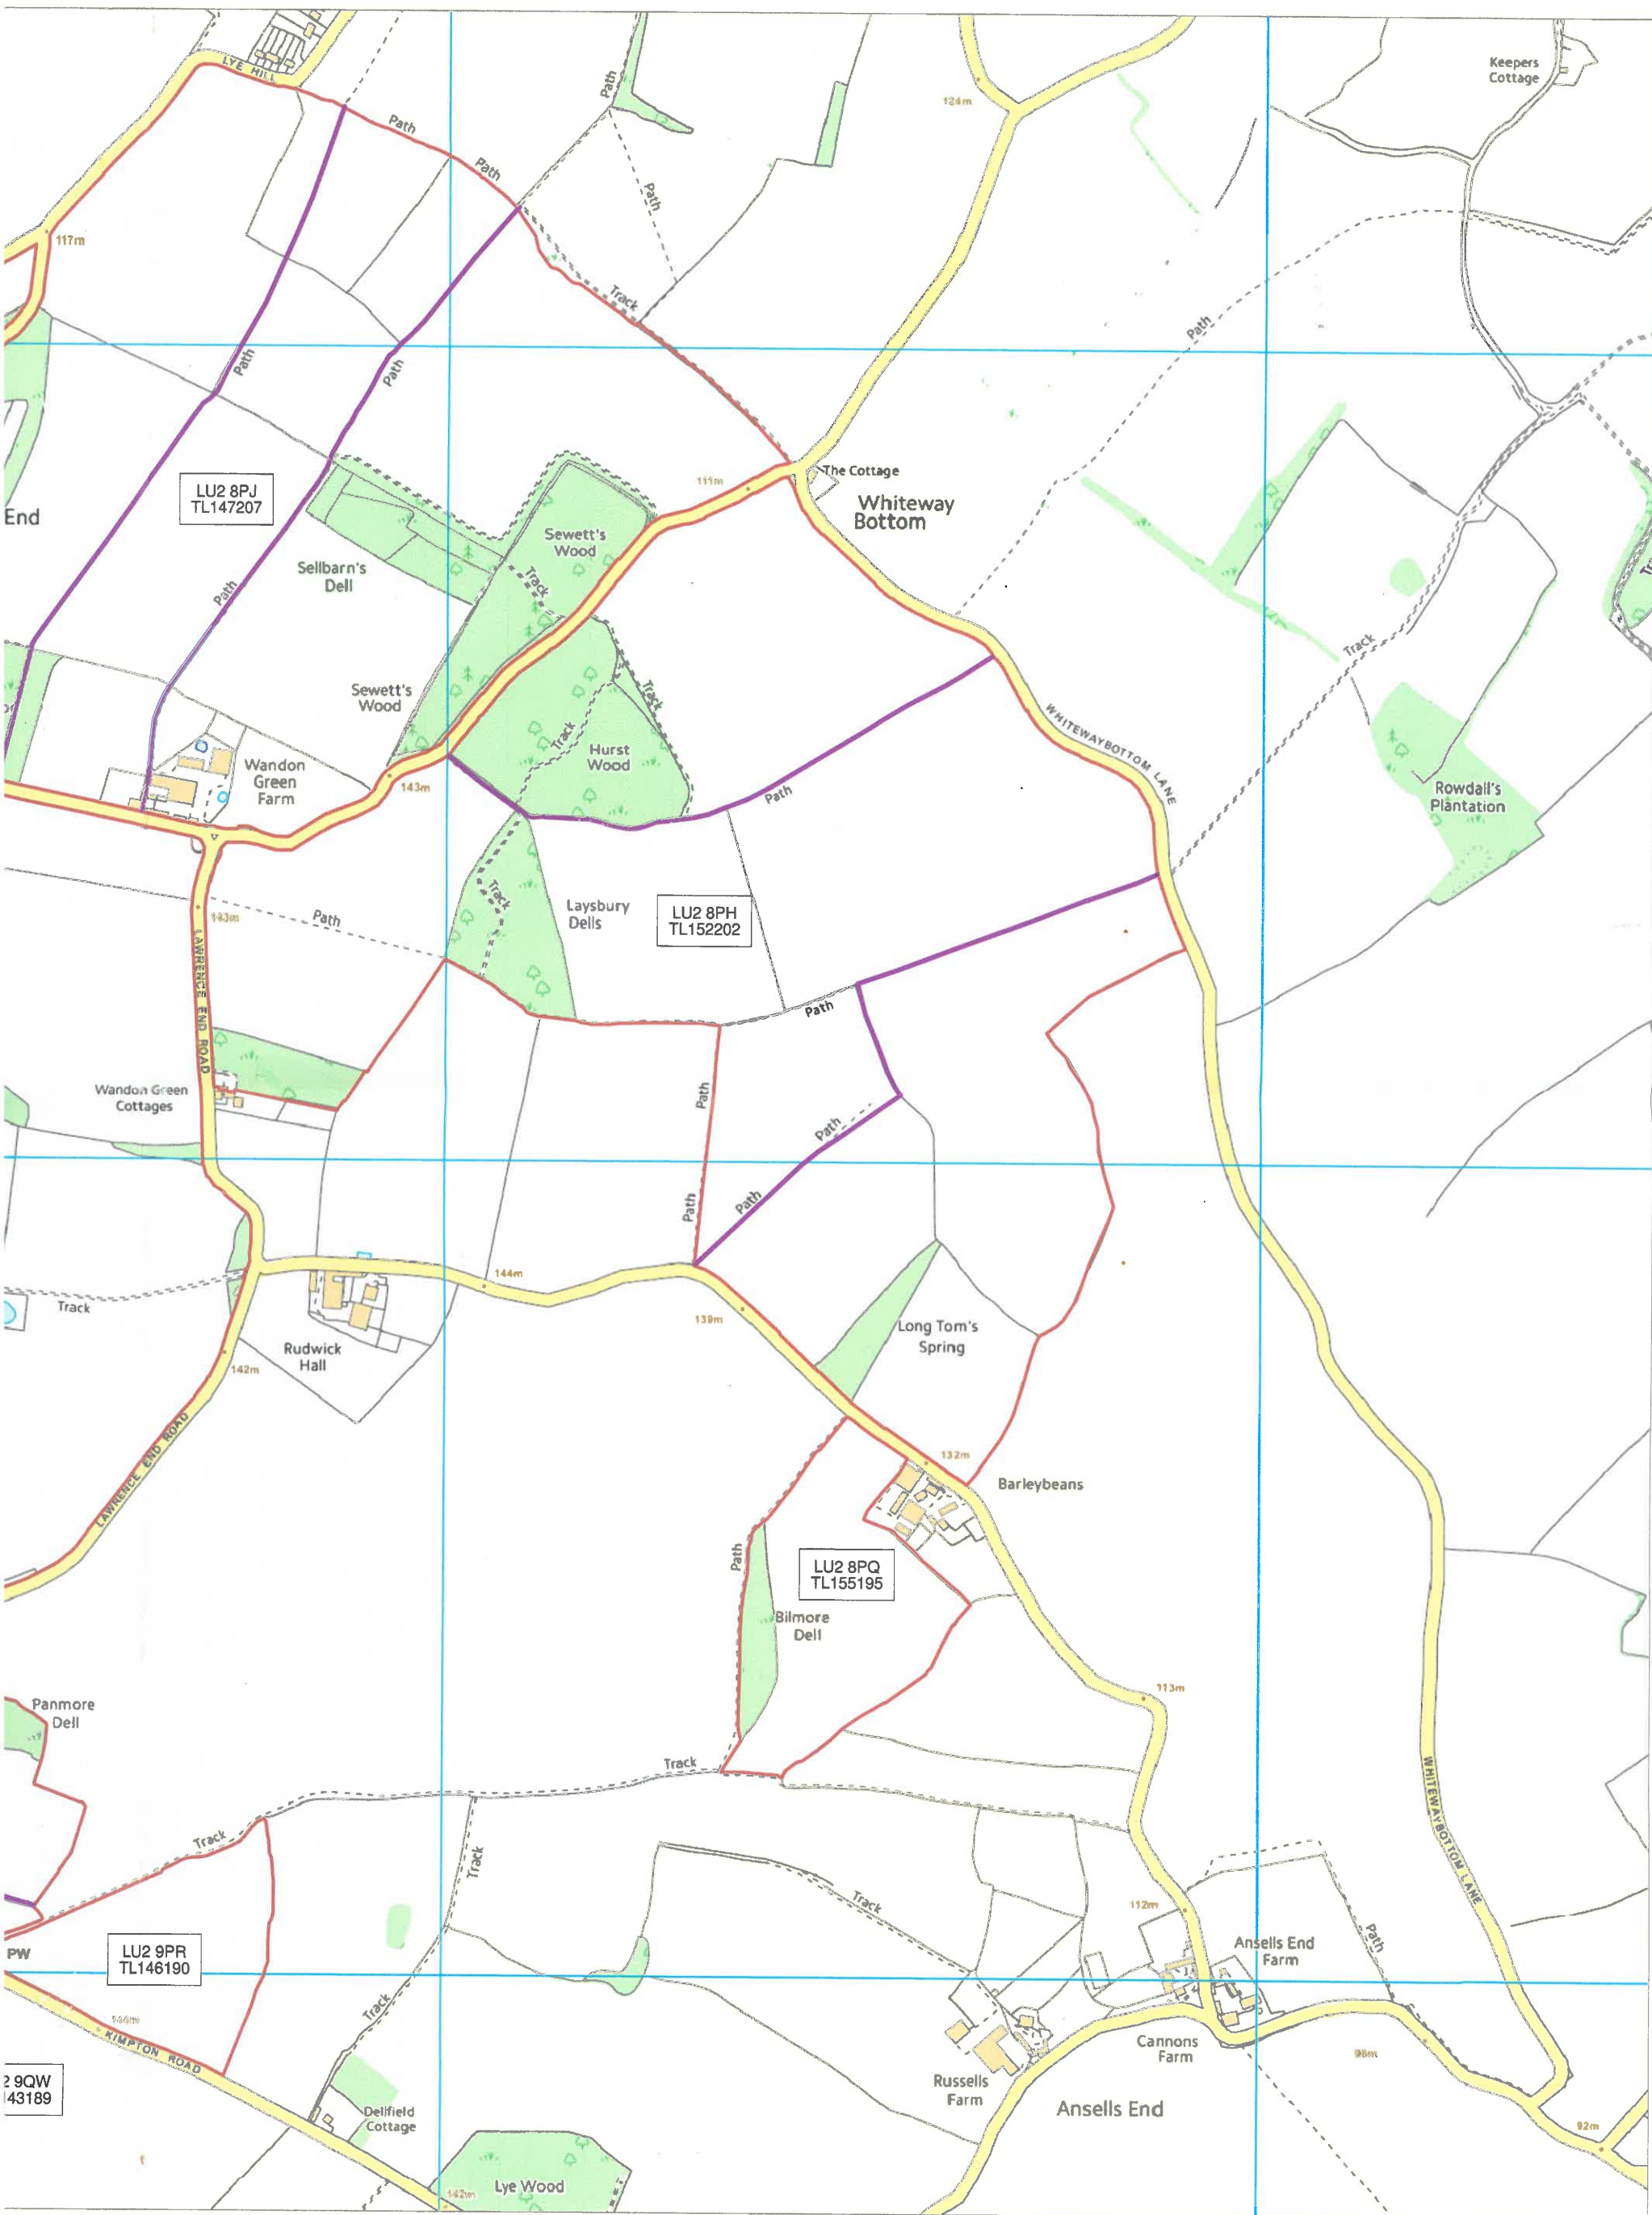 LYE HILL
Path
Path
Path
Path
124m
Keepers
Cottage
117m
Track
Path
Path
Path
End
LU2 8PJ
TL147207
111m
The Cottage
Whiteway
Bottom
Sewett's
Wood
Sellbarn's
Dell
Track
Path
Track
Sewett's
Wood
Track
Track
WHITEWAYBOTTOM LANE
Hurst
Wood
Wandon
Green
Farm
143m
Path
Rowdall's
Plantation
Track
Path
143m
Laysbury
Dells
LU2 8PH
TL152202
LAWRENCE END ROAD
Path
Wandon Green
Cottages
Path
Path
Path
Path
144m
Track
139m
Long Tom's
Spring
Rudwick
Hall
142m
LAWRENCE END ROAD
132m
Barleybeans
Path
LU2 8PQ
TL155195
Bilmore
Dell
113m
Panmore
Dell
Track
Track
Track
WHITEWAYBOTTOM LANE
Track
112m
Path
Ansells End
Farm
PW
LU2 9PR
TL146190
Track
KIMPTON ROAD
Cannons
Farm
98m
2 9QW
43189
Russells
Farm
Ansells End
Dellfield
Cottage
92m
Lye Wood
142m